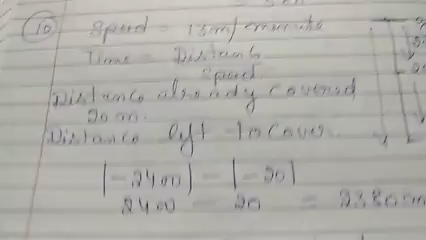 (10) Speed = 15m/minute
Time = Distance
Speed
Distance already covered
20 m.
Distance left to cover.
|-2400| - |-20|
2400 - 20 = 2380m